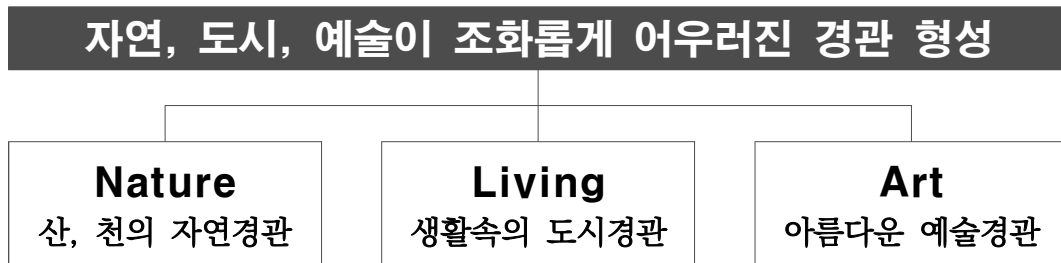 자연, 도시, 예술이 조화롭게 어우러진 경관 형성
Nature
산, 천의 자연경관
Living
생활속의 도시경관
Art
아름다운 예술경관